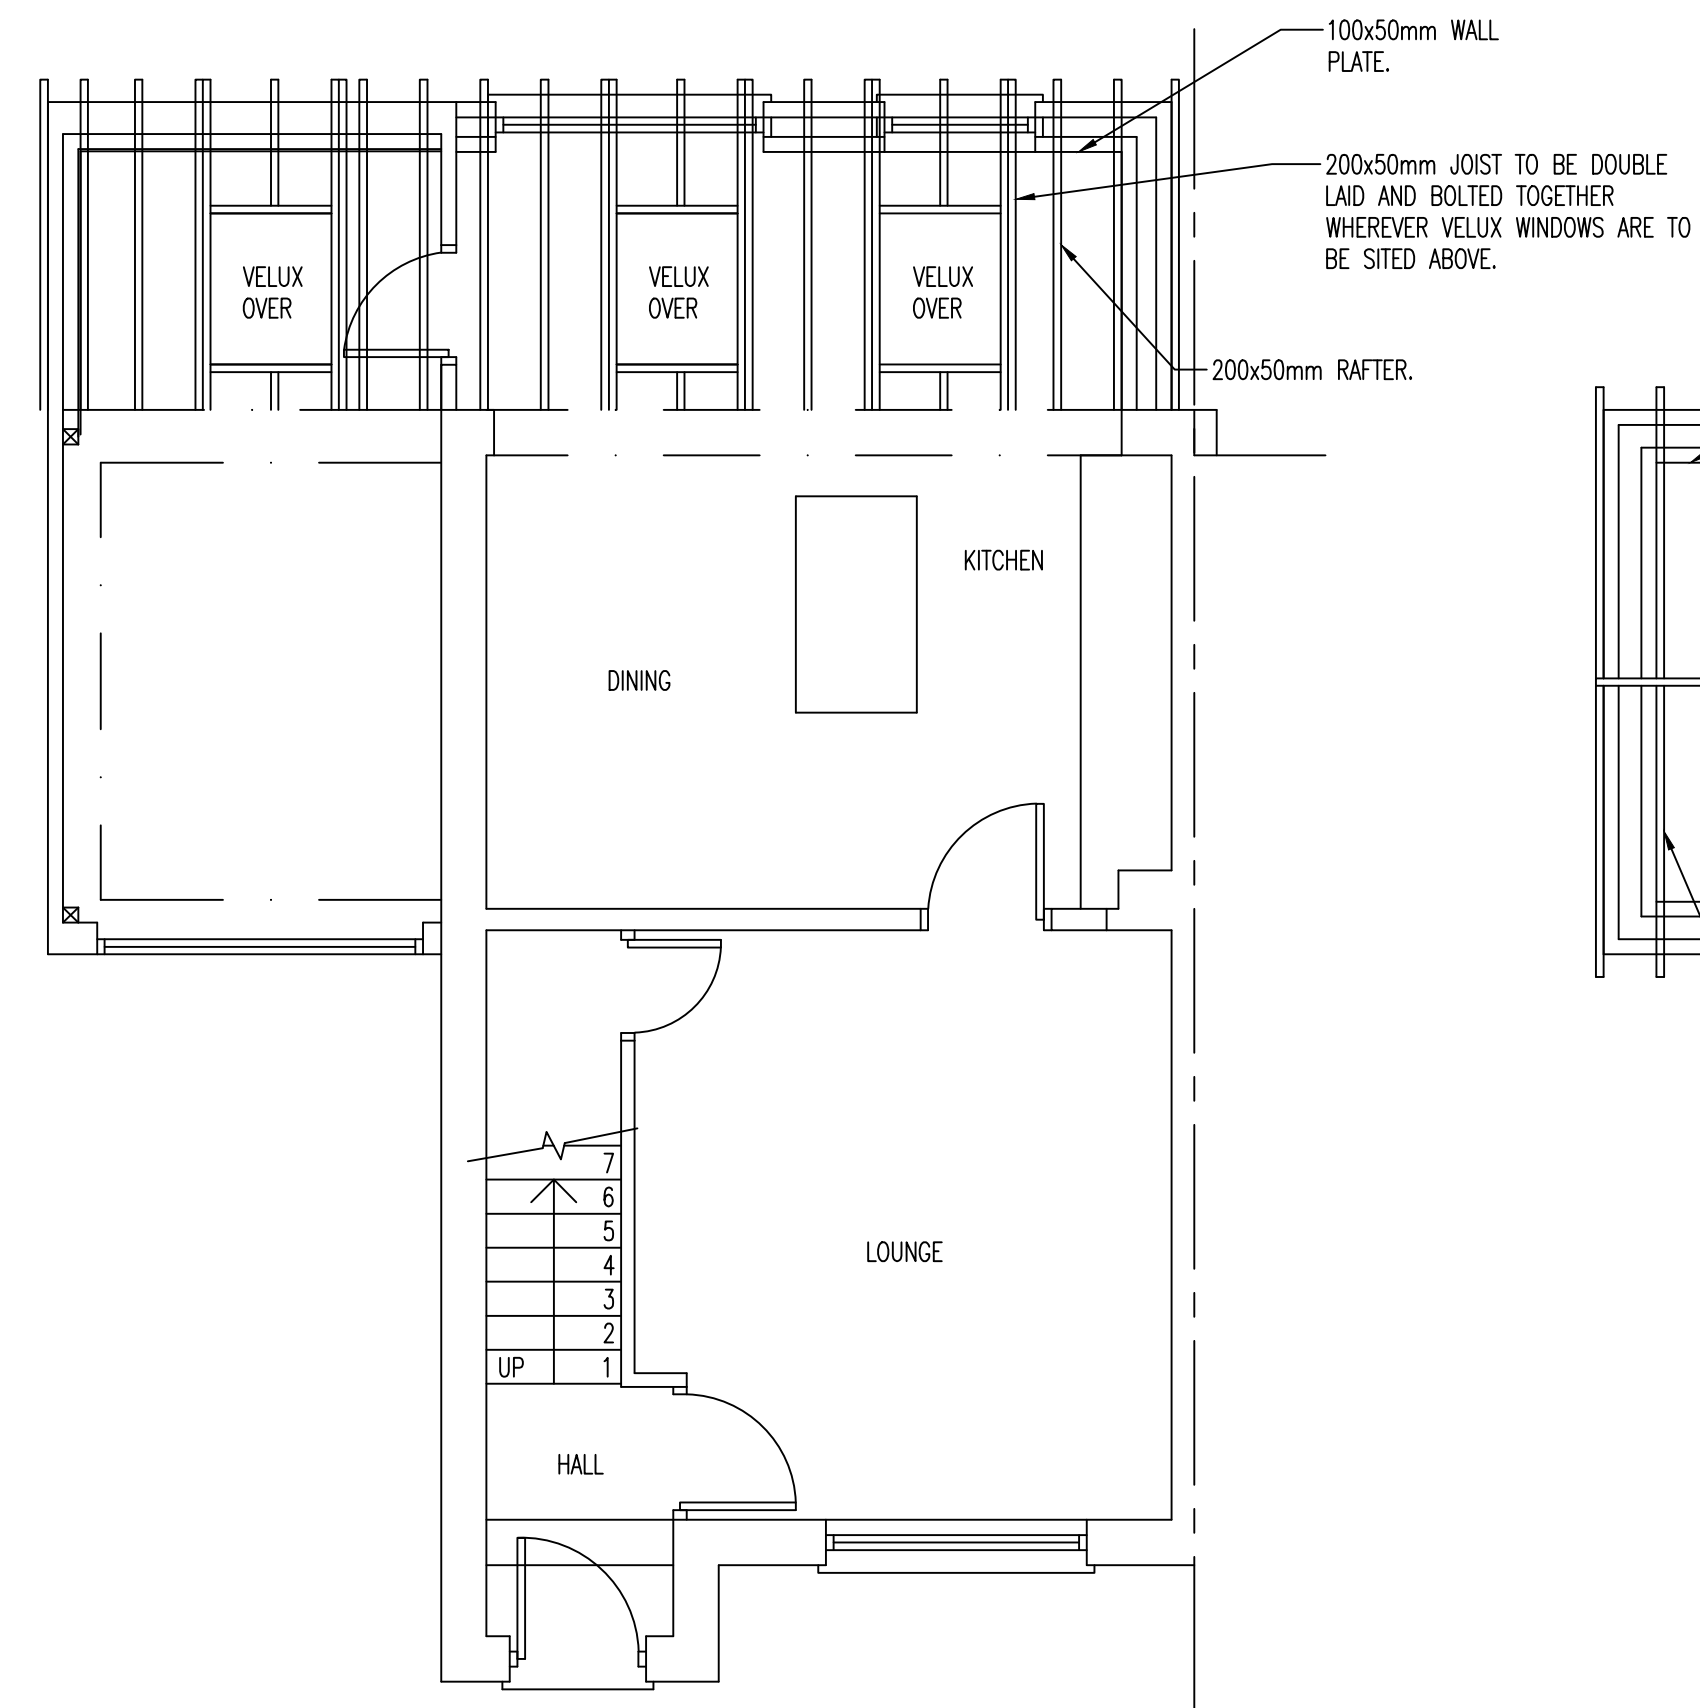 100x50mm WALL
PLATE.
200x50mm JOIST TO BE DOUBLE
LAID AND BOLTED TOGETHER
WHEREVER VELUX WINDOWS ARE TO
BE SITED ABOVE.
VELUX
OVER
VELUX
OVER
VELUX
OVER
200x50mm RAFTER.
KITCHEN
DINING
7
6
5
4
3
2
UP 1
LOUNGE
HALL